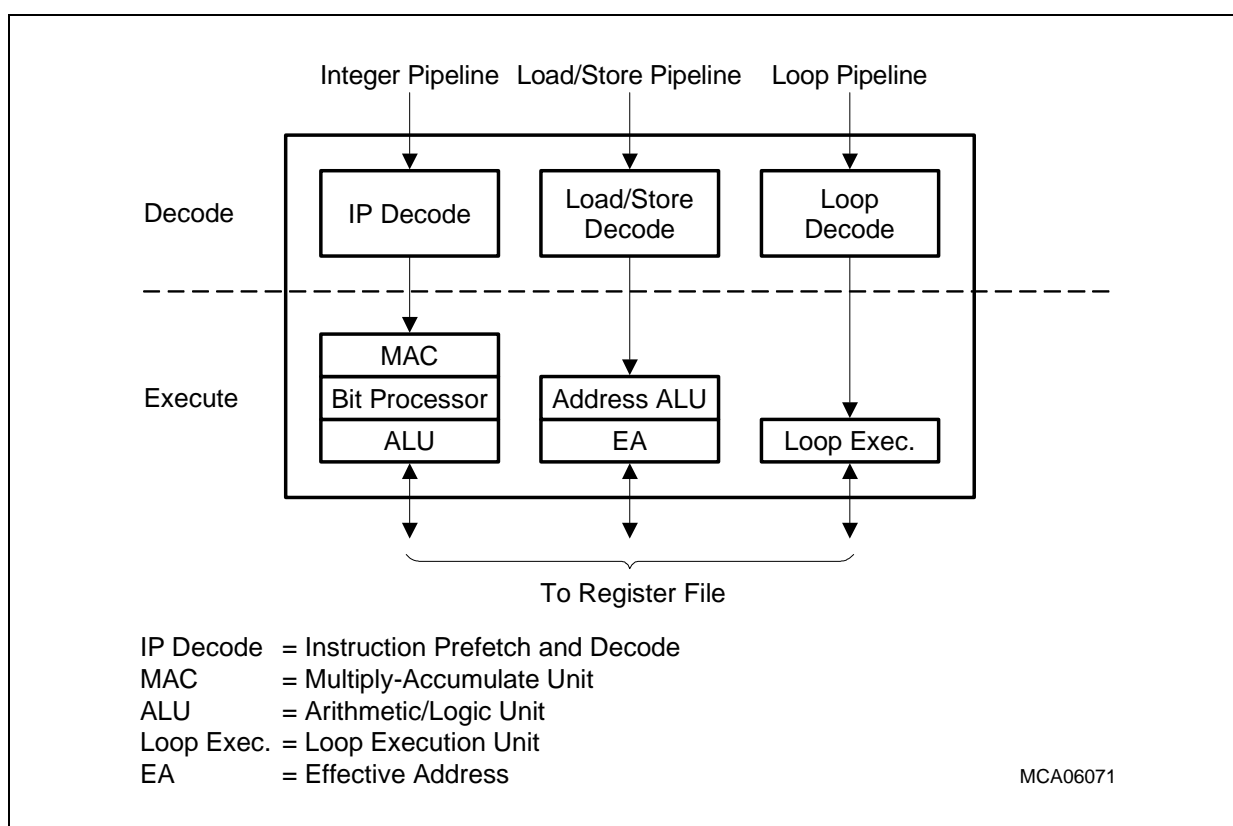 Integer Pipeline Load/Store Pipeline Loop Pipeline
Decode
IP Decode
Load/Store
Decode
Loop
Decode
Execute
MAC
Bit Processor
ALU
Address ALU
EA
Loop Exec.
To Register File
IP Decode = Instruction Prefetch and Decode
MAC = Multiply-Accumulate Unit
ALU = Arithmetic/Logic Unit
Loop Exec. = Loop Execution Unit
EA = Effective Address
MCA06071